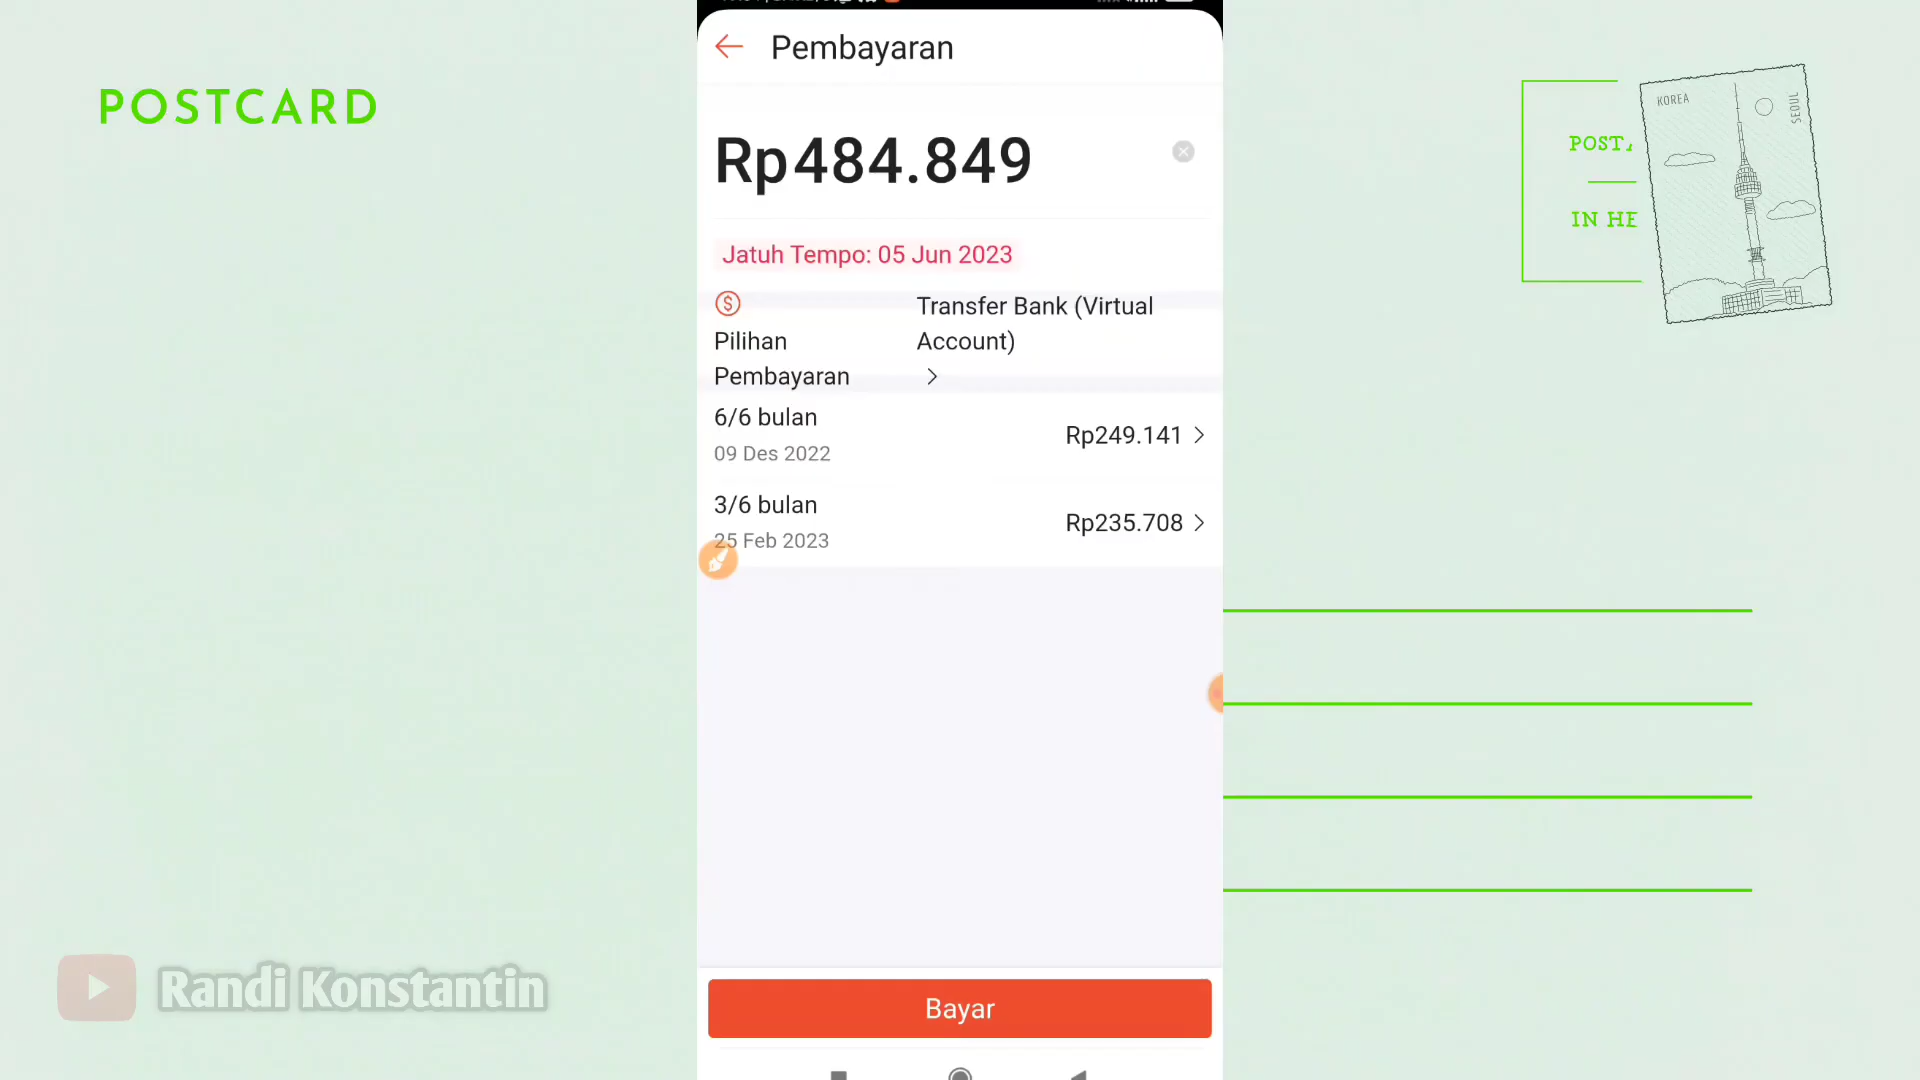 Pembayaran
POSTCARD
Rp484.849
KOREA
SEOUL
POST
IN HE
Jatuh Tempo: 05 Jun 2023
Pilihan Pembayaran
Transfer Bank (Virtual Account)
6/6 bulan
09 Des 2022
Rp249.141
3/6 bulan
25 Feb 2023
Rp235.708
Randi Konstantin
Bayar